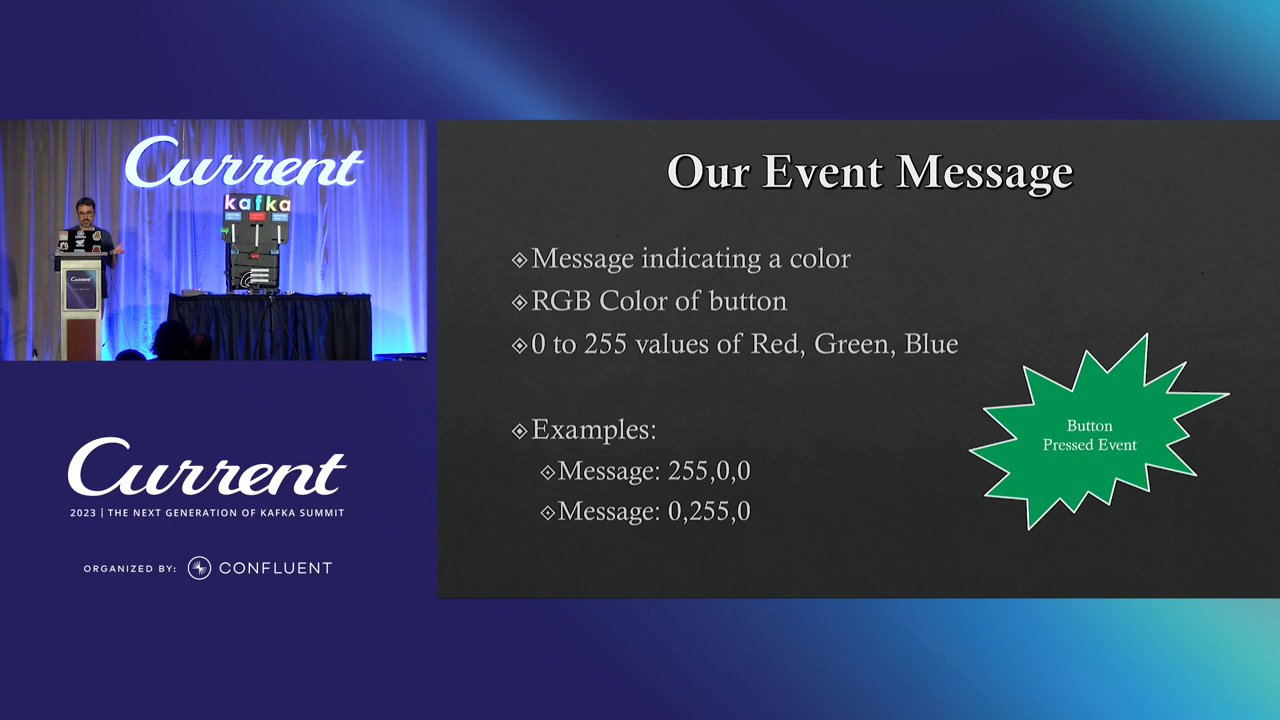 Current
kafka
Current
Our Event Message
Message indicating a color
RGB Color of button
0 to 255 values of Red, Green, Blue
Examples:
Message: 255,0,0
Message: 0,255,0
Button
Pressed Event
Current
2023 | THE NEXT GENERATION OF KAFKA SUMMIT
ORGANIZED BY: CONFLUENT